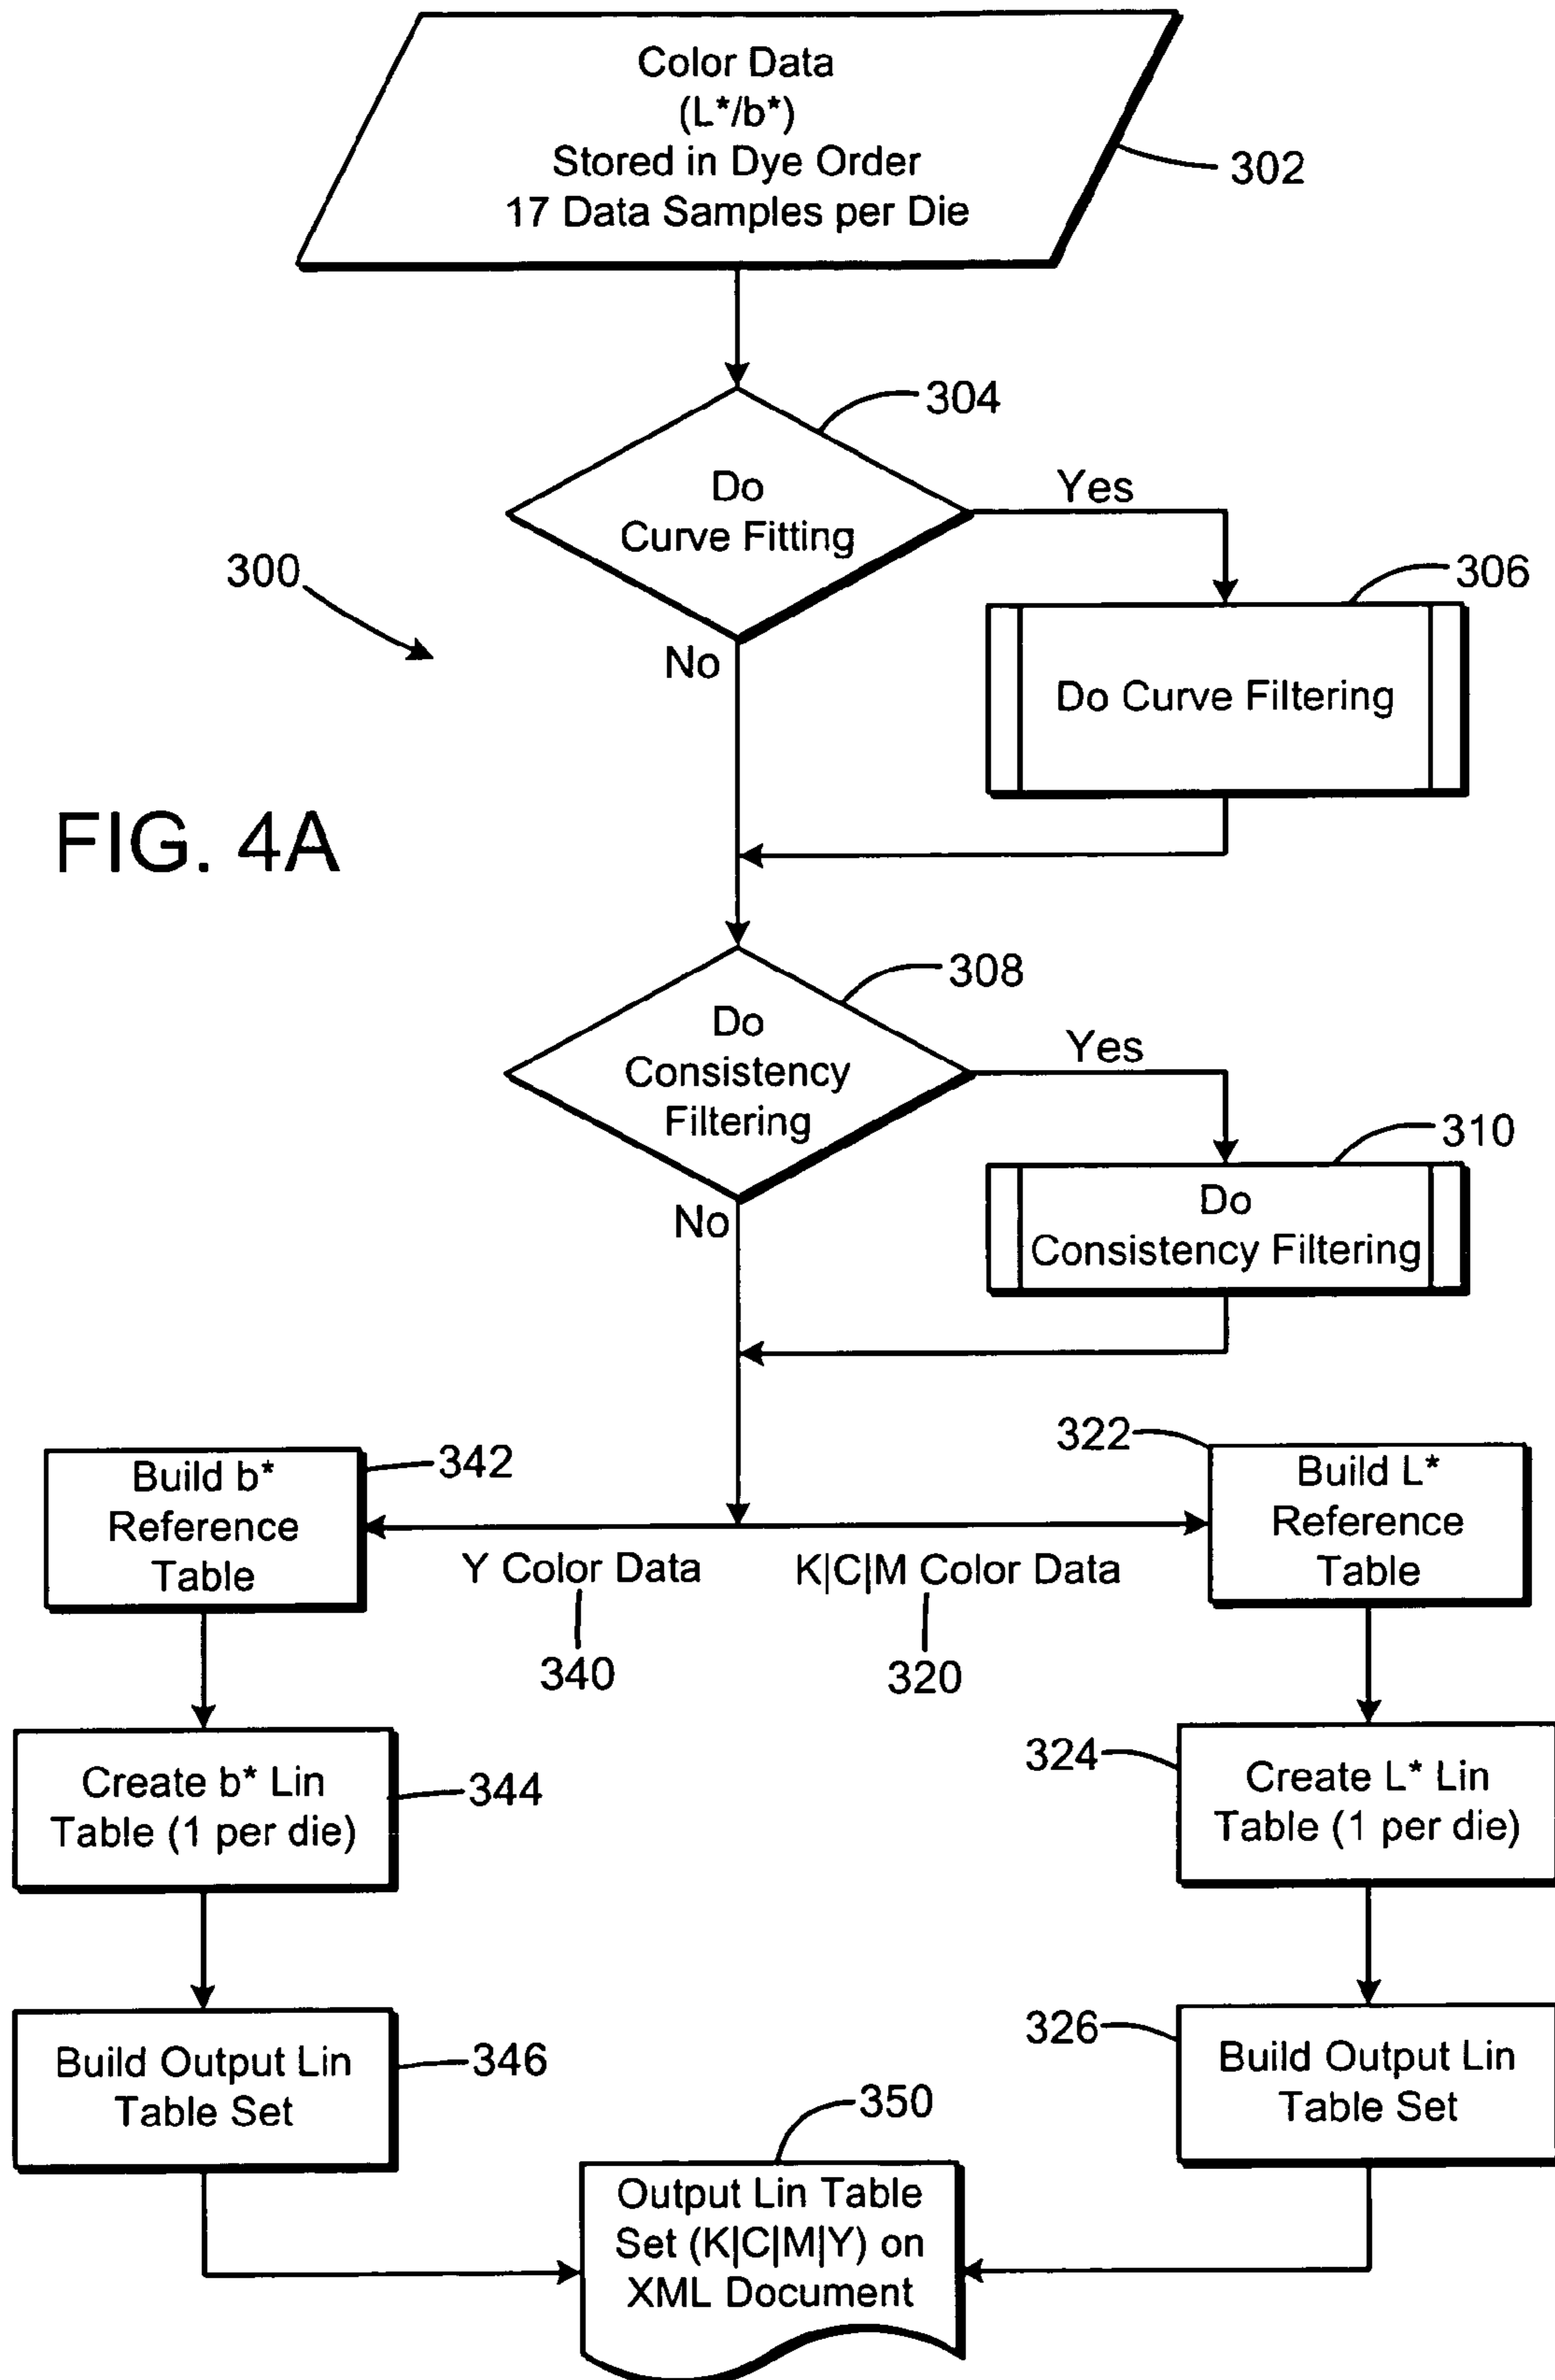 Color Data
(L*/b*)
Stored in Dye Order
17 Data Samples per Die
302
304
Do
Curve Fitting
Yes
300
306
No
Do Curve Filtering
FIG. 4A
308
Do
Consistency
Filtering
Yes
310
No
Do
Consistency Filtering
342
Build b*
Reference
Table
322
Build L*
Reference
Table
Y Color Data
K|C|M Color Data
340
320
Create b* Lin
Table (1 per die)
344
324
Create L* Lin
Table (1 per die)
Build Output Lin
Table Set
346
326
Build Output Lin
Table Set
350
Output Lin Table
Set (K|C|M|Y) on
XML Document